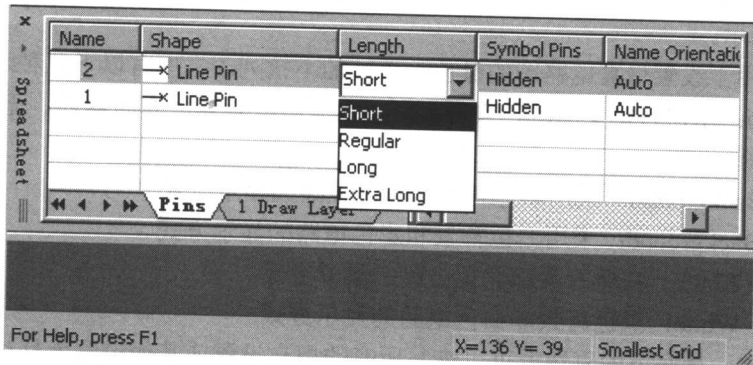 Name Shape Length Symbol Pins Name Orientatio
2 Line Pin Short Hidden Auto
1 Line Pin Hidden Auto
Short
Regular
Long
Extra Long
Spreadsheet
Pins 1 Draw Layer
For Help, press F1 X=136 Y= 39 Smallest Grid